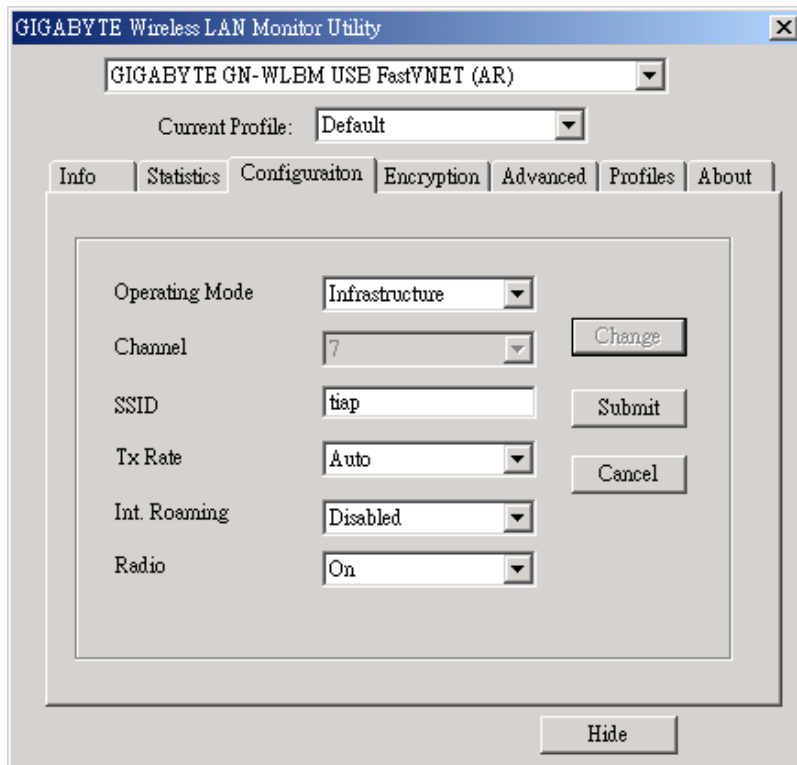 GIGABYTE Wireless LAN Monitor Utility
GIGABYTE GN-WLBM USB FastVNET (AR)
Current Profile: Default
Info Statistics Configuraiton Encryption Advanced Profiles About
Operating Mode Infrastructure
Change
Channel 7
SSID tiap
Submit
Tx Rate Auto
Cancel
Int. Roaming Disabled
Radio On
Hide